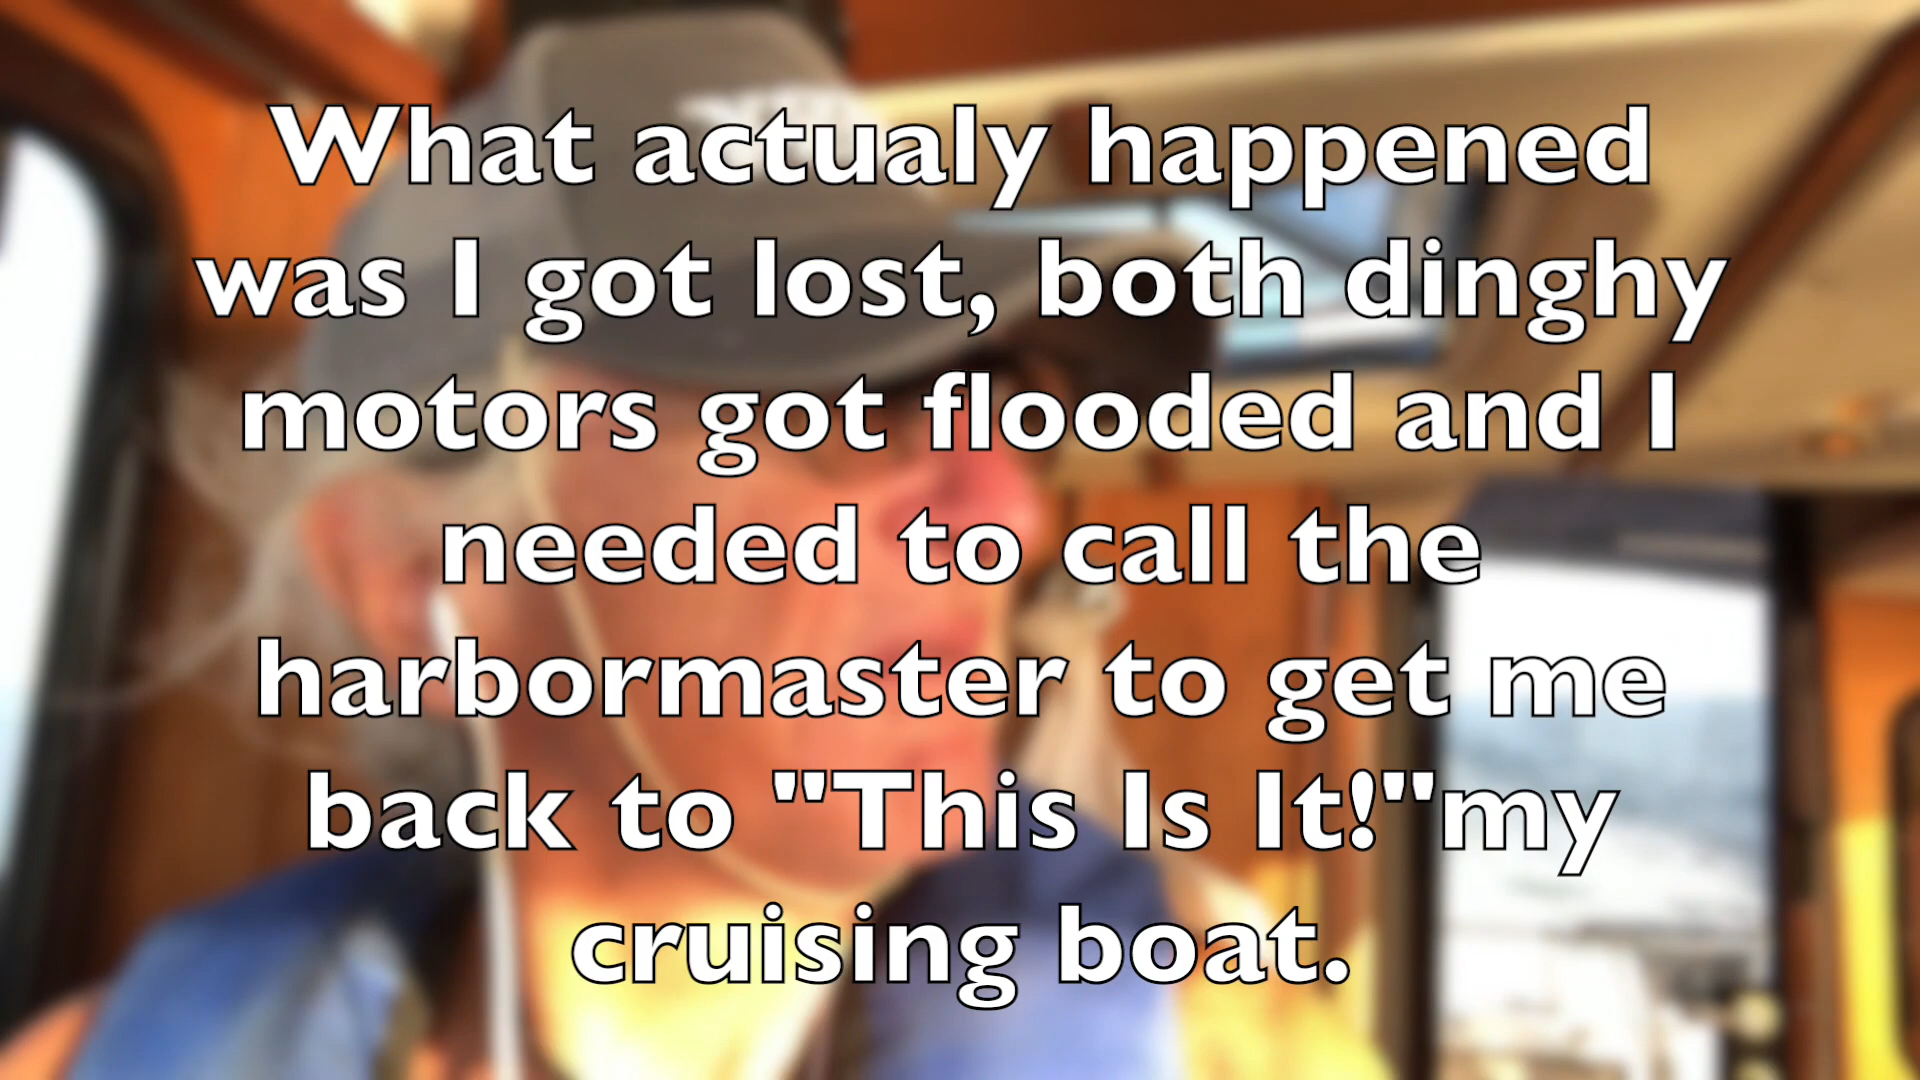 What actualy happened
was I got lost, both dinghy
motors got flooded and I
needed to call the
harbormaster to get me
back to "This Is It!"my
cruising boat.